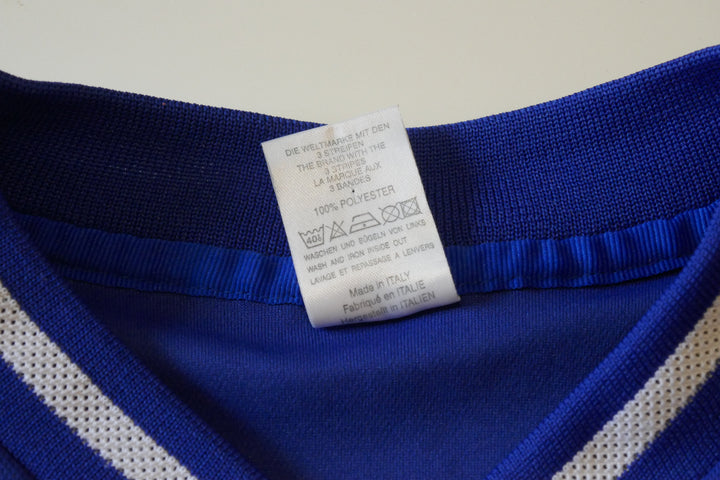 DIE WELTMARKE MIT DEN
3 STREIFEN
THE BRAND WITH THE
3 STRIPES
LA MARQUE AUX
3 BANDES
100% POLYESTER
40°
WASCHEN UND BÜGELN VON LINKS
WASH AND IRON INSIDE OUT
LAVAGE ET REPASSAGE A L'ENVERS
Made in ITALY
Fabriqué en ITALIE
Hergestellt in ITALIEN